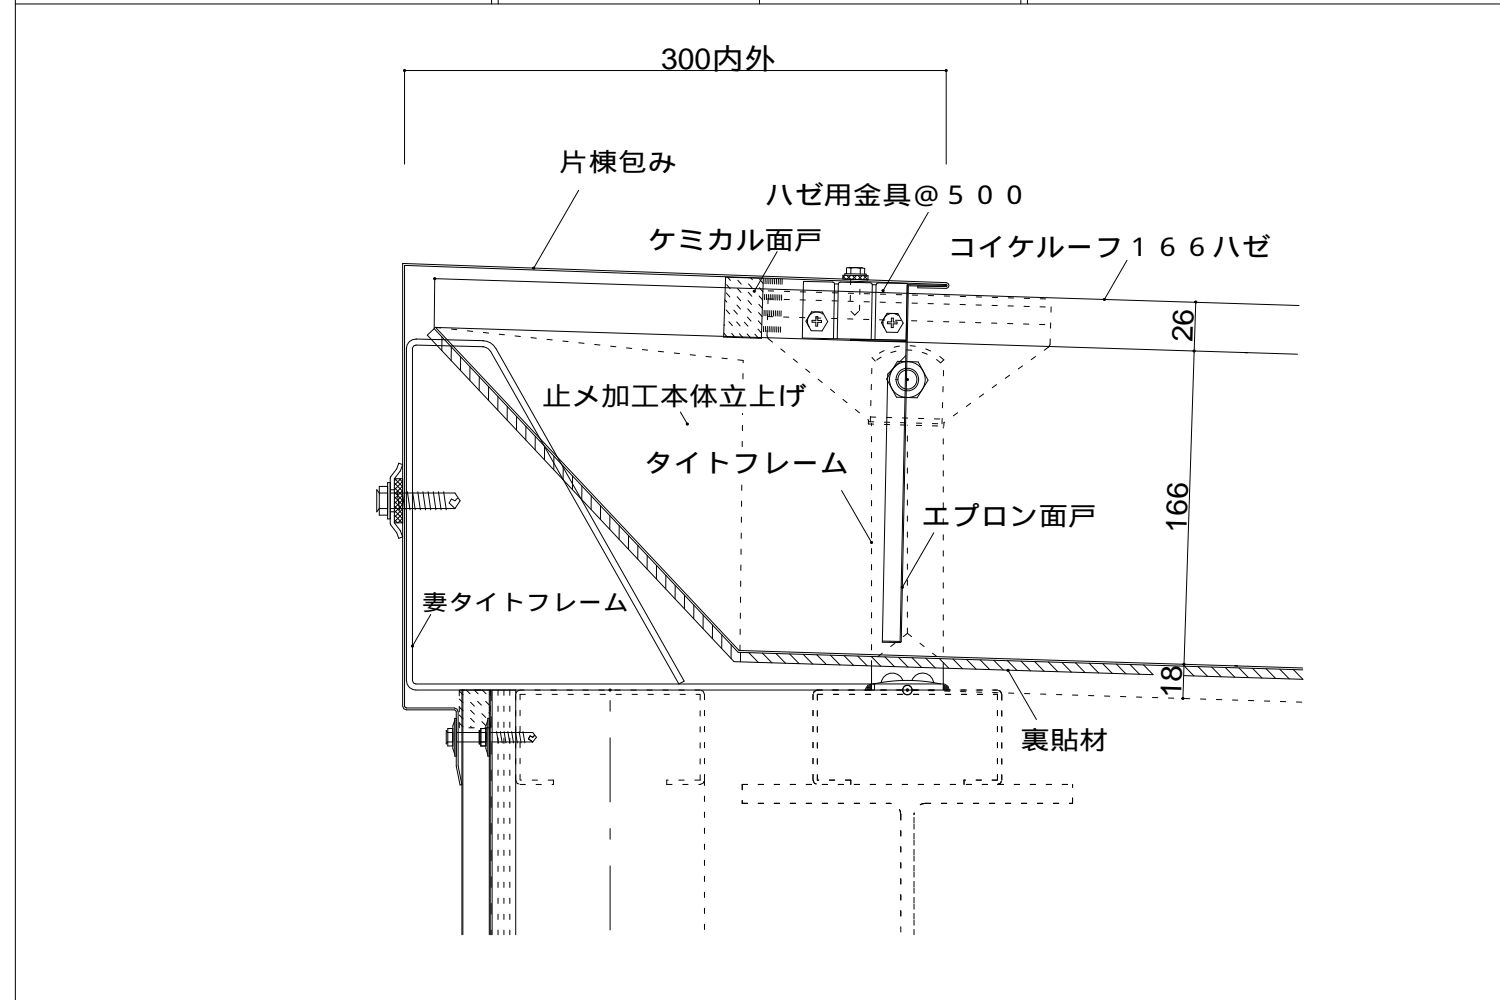 300内外
片棟包み
ハゼ用金具@５００
ケミカル面戸
コイケルーフ１６６ハゼ
26
止メ加工本体立上げ
タイトフレーム
166
エプロン面戸
妻タイトフレーム
18
裏貼材